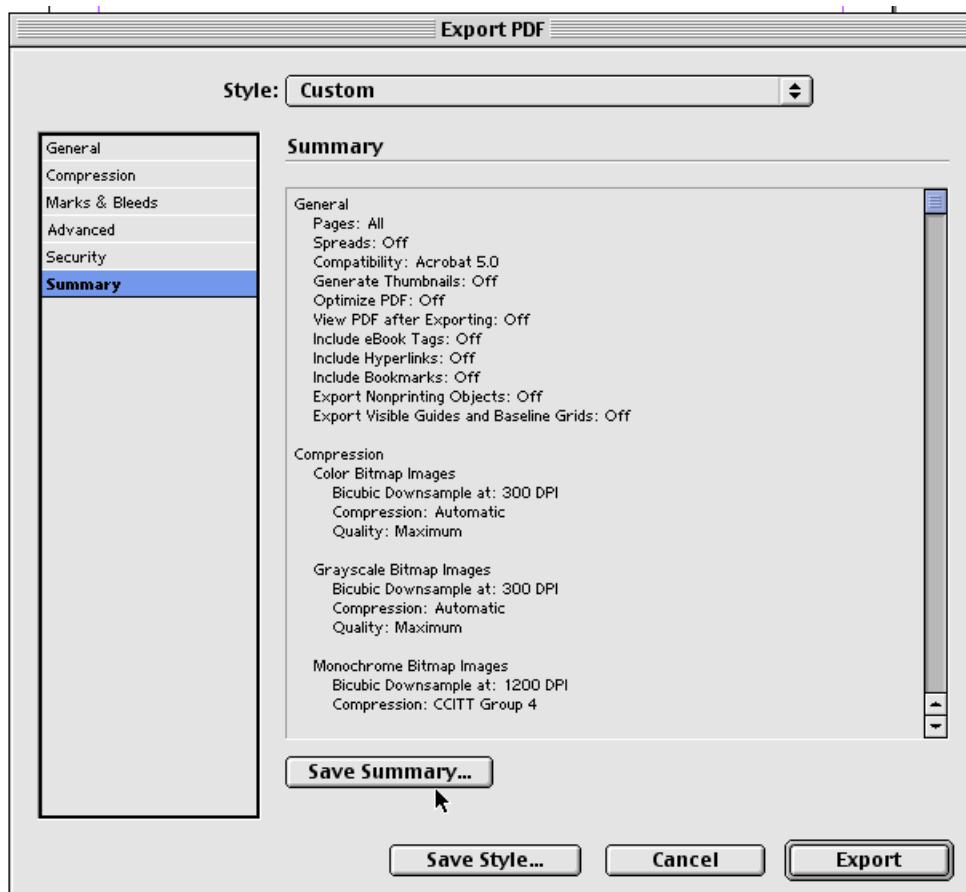 Export PDF
Style: Custom
General
Compression
Marks & Bleeds
Advanced
Security
Summary
Summary
General
Pages: All
Spreads: Off
Compatibility: Acrobat 5.0
Generate Thumbnails: Off
Optimize PDF: Off
View PDF after Exporting: Off
Include eBook Tags: Off
Include Hyperlinks: Off
Include Bookmarks: Off
Export Nonprinting Objects: Off
Export Visible Guides and Baseline Grids: Off
Compression
Color Bitmap Images
Bicubic Downsample at: 300 DPI
Compression: Automatic
Quality: Maximum
Grayscale Bitmap Images
Bicubic Downsample at: 300 DPI
Compression: Automatic
Quality: Maximum
Monochrome Bitmap Images
Bicubic Downsample at: 1200 DPI
Compression: CCITT Group 4
Save Summary...
Save Style... Cancel Export